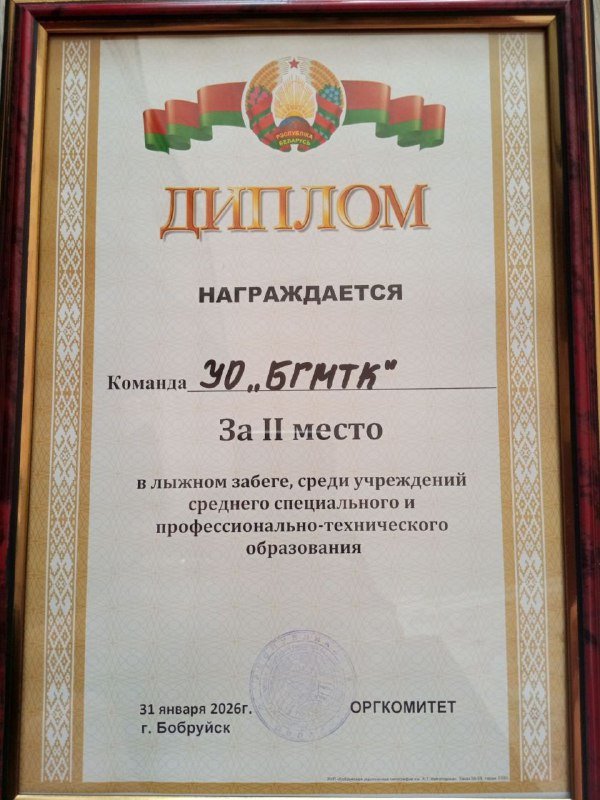 РЭСПУБЛІКА
БЕЛАРУСЬ
ДИПЛОМ
НАГРАЖДАЕТСЯ
Команда УО „БГМТК"
За II место
в лыжном забеге, среди учреждений
среднего специального и
профессионально-технического
образования
31 января 2026г.
ОРГКОМИТЕТ
г. Бобруйск